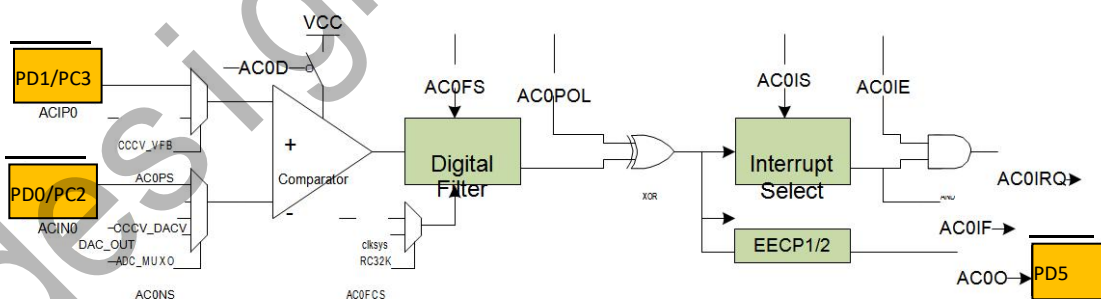 VCC
PD1/PC3
AC0D
AC0FS
AC0POL
AC0IS
AC0IE
ACIP0
CCCV_VFB
+
Comparator
-
Digital
Filter
XOR
Interrupt
Select
AC0IRQ
AC0PS
PD0/PC2
ACIN0
CCCV_DACV
DAC_OUT
ADC_MUXO
clksys
RC32K
EECP1/2
AC0IF
AC0O
PD5
AC0NS
AC0FCS
design